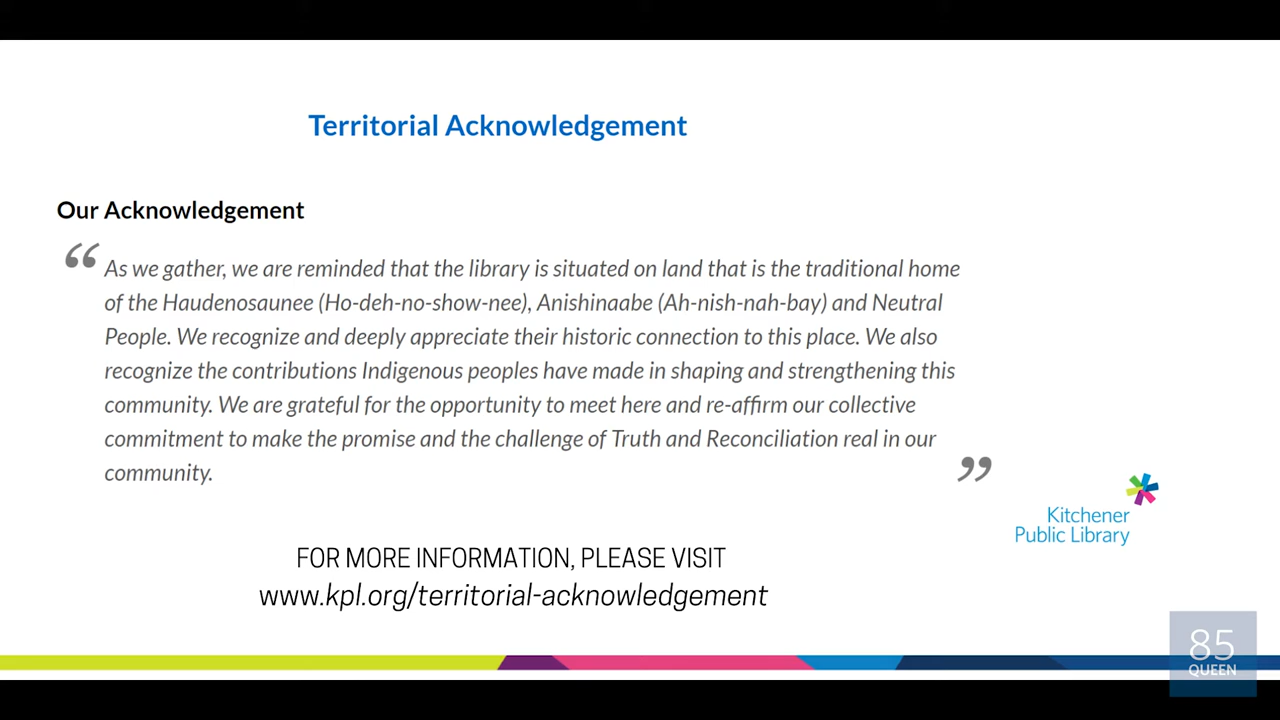 Territorial Acknowledgement
Our Acknowledgement
“ As we gather, we are reminded that the library is situated on land that is the traditional home
of the Haudenosaunee (Ho-deh-no-show-nee), Anishinaabe (Ah-nish-nah-bay) and Neutral
People. We recognize and deeply appreciate their historic connection to this place. We also
recognize the contributions Indigenous peoples have made in shaping and strengthening this
community. We are grateful for the opportunity to meet here and re-affirm our collective
commitment to make the promise and the challenge of Truth and Reconciliation real in our
community. ”
Kitchener
Public Library
FOR MORE INFORMATION, PLEASE VISIT
www.kpl.org/territorial-acknowledgement
85
QUEEN